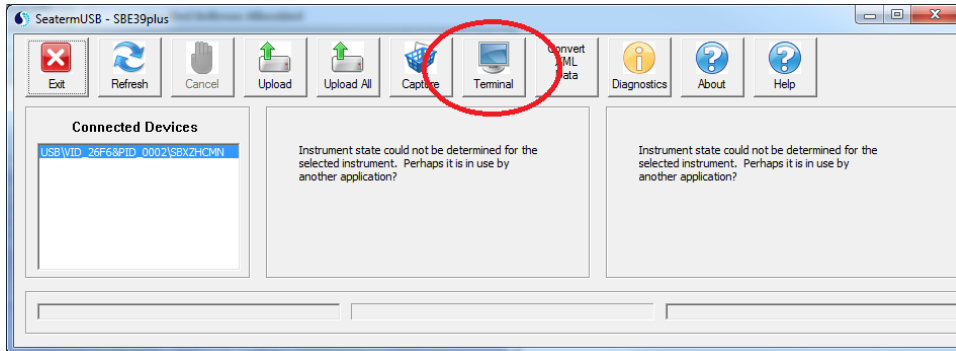 SeatermUSB - SBE39plus
Exit
Refresh
Cancel
Upload
Upload All
Capture
Terminal
Convert
XML
Data
Diagnostics
About
Help
Connected Devices
USB\VID_26F6&PID_0002\SBXZHCMN
Instrument state could not be determined for the
selected instrument. Perhaps it is in use by
another application?
Instrument state could not be determined for the
selected instrument. Perhaps it is in use by
another application?